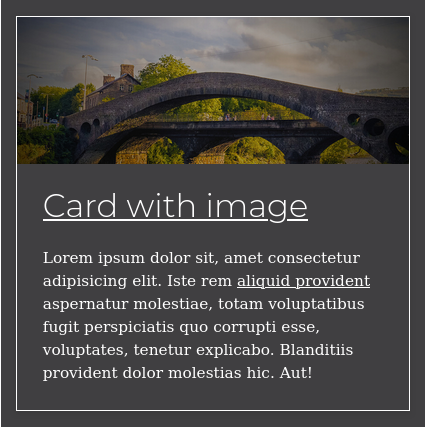 Card with image
Lorem ipsum dolor sit, amet consectetur
adipisicing elit. Iste rem aliquid provident
aspernatur molestiae, totam voluptatibus
fugit perspiciatis quo corrupti esse,
voluptates, tenetur explicabo. Blanditiis
provident dolor molestias hic. Aut!